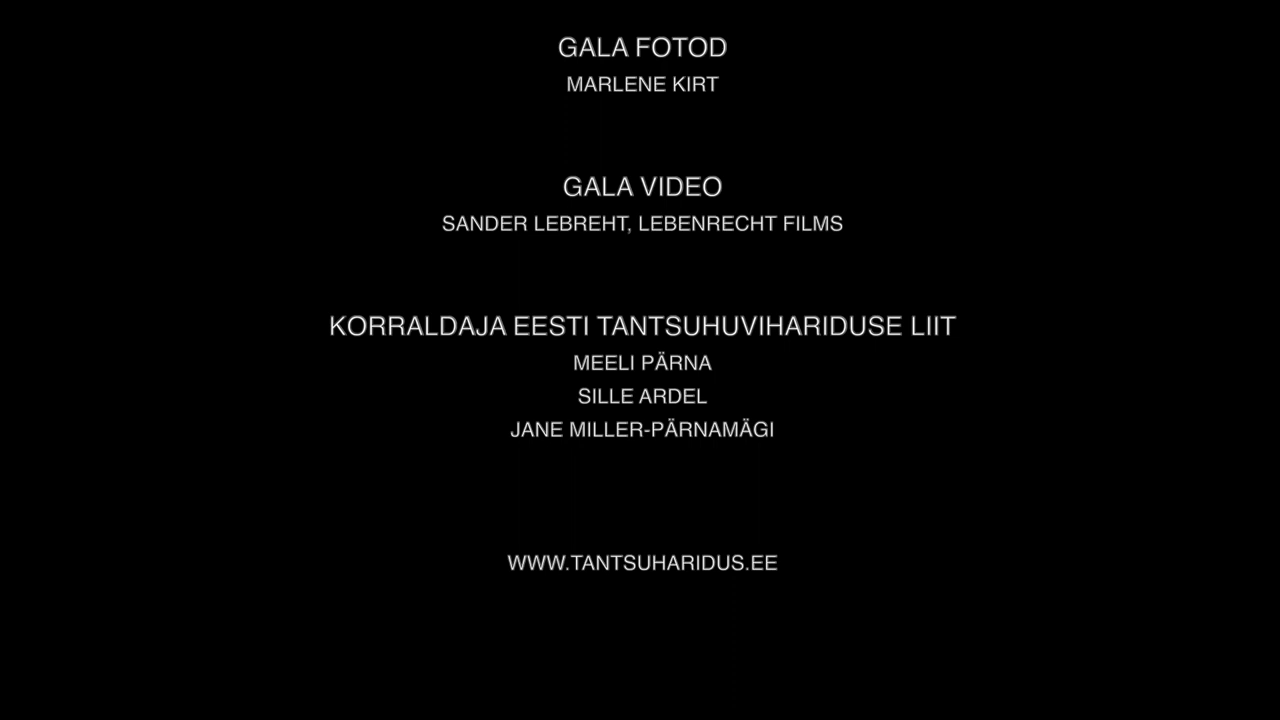 GALA FOTOD
MARLENE KIRT
GALA VIDEO
SANDER LEBREHT, LEBENRECHT FILMS
KORRALDAJA EESTI TANTSUHUVIHARIDUSE LIIT
MEELI PÄRNA
SILLE ARDEL
JANE MILLER-PÄRNAMÄGI
WWW.TANTSUHARIDUS.EE